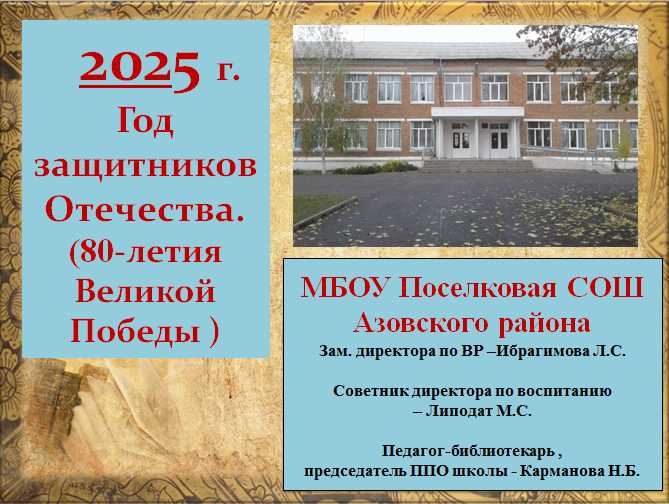 2025 г.
Год
защитников
Отечества.
(80-летия
Великой
Победы )
МБОУ Поселковая СОШ
Азовского района
Зам. директора по ВР –Ибрагимова Л.С.
Советник директора по воспитанию
– Липодат М.С.
Педагог-библиотекарь ,
председатель ППО школы - Карманова Н.Б.